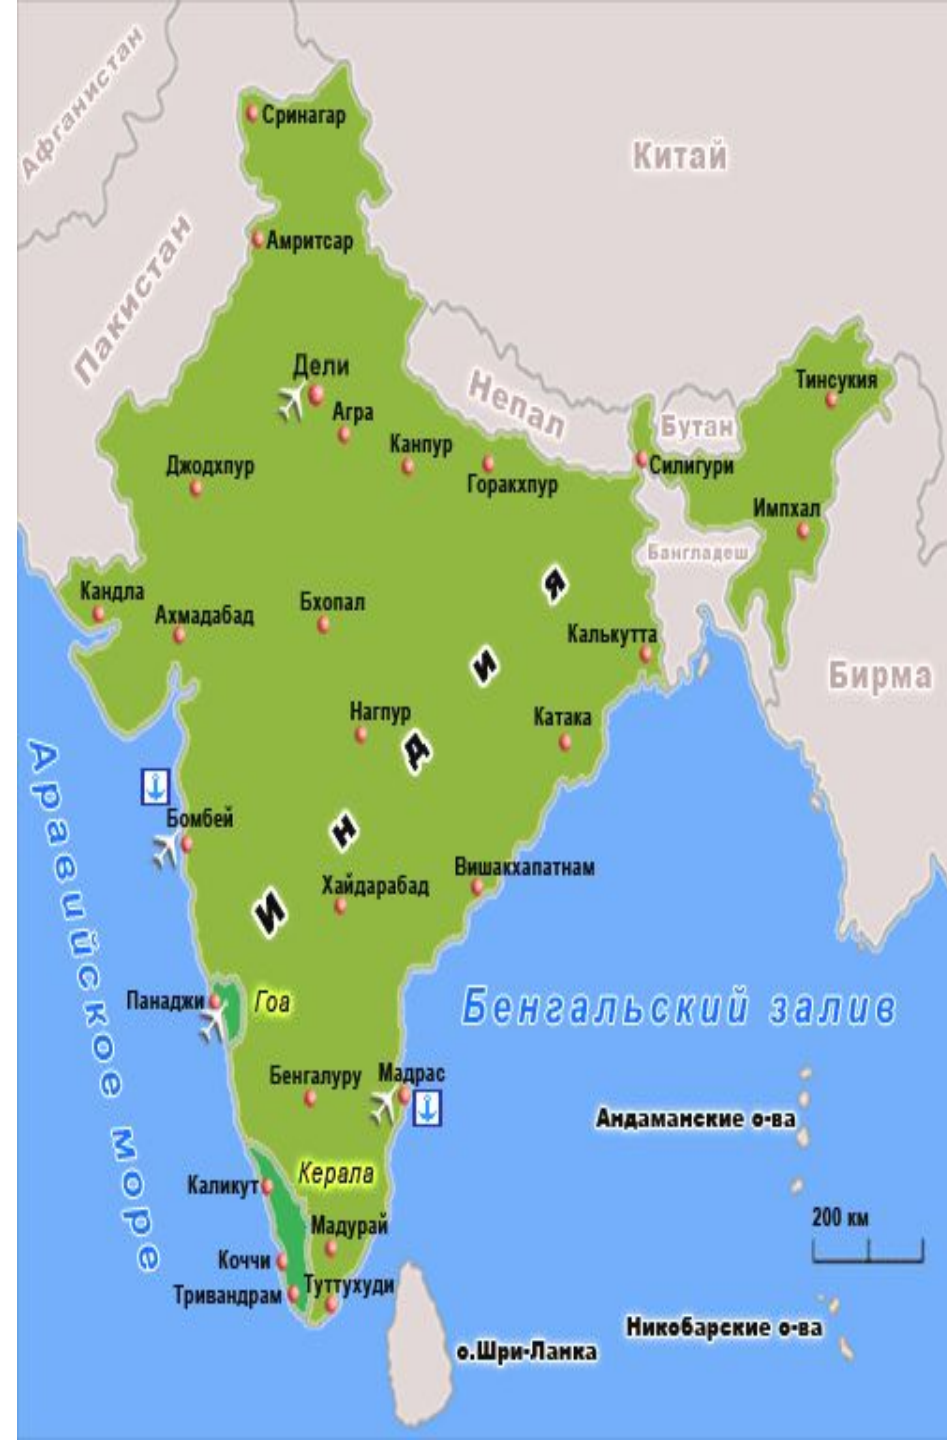 Афганистан
Сринагар
Китай
Пакистан
Амритсар
Дели
Непал
Тинсукия
Агра
Бутан
Канпур
Джодхпур
Силигури
Горакхпур
Импхал
Бангладеш
Кандла
Бхопал
Ахмадабад
Калькутта
Бирма
Индия
Нагпур
Катака
Аравийское море
Бомбей
Вишакхапатнам
Хайдарабад
Панаджи
Гоа
Бенгальский залив
Бенгалуру
Мадрас
Андаманские о-ва
Керала
Каликут
200 км
Мадурай
Коччи
Тривандрам
Туттухуди
Никобарские о-ва
о.Шри-Ланка